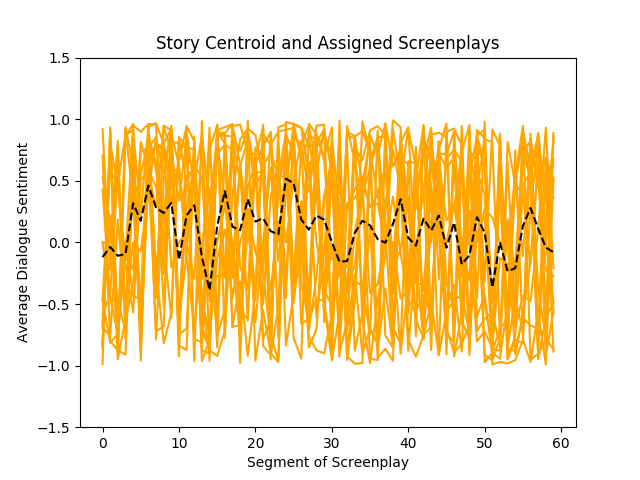 Story Centroid and Assigned Screenplays
1.5
1.0
0.5
0.0
−0.5
−1.0
−1.5
Average Dialogue Sentiment
0 10 20 30 40 50 60
Segment of Screenplay